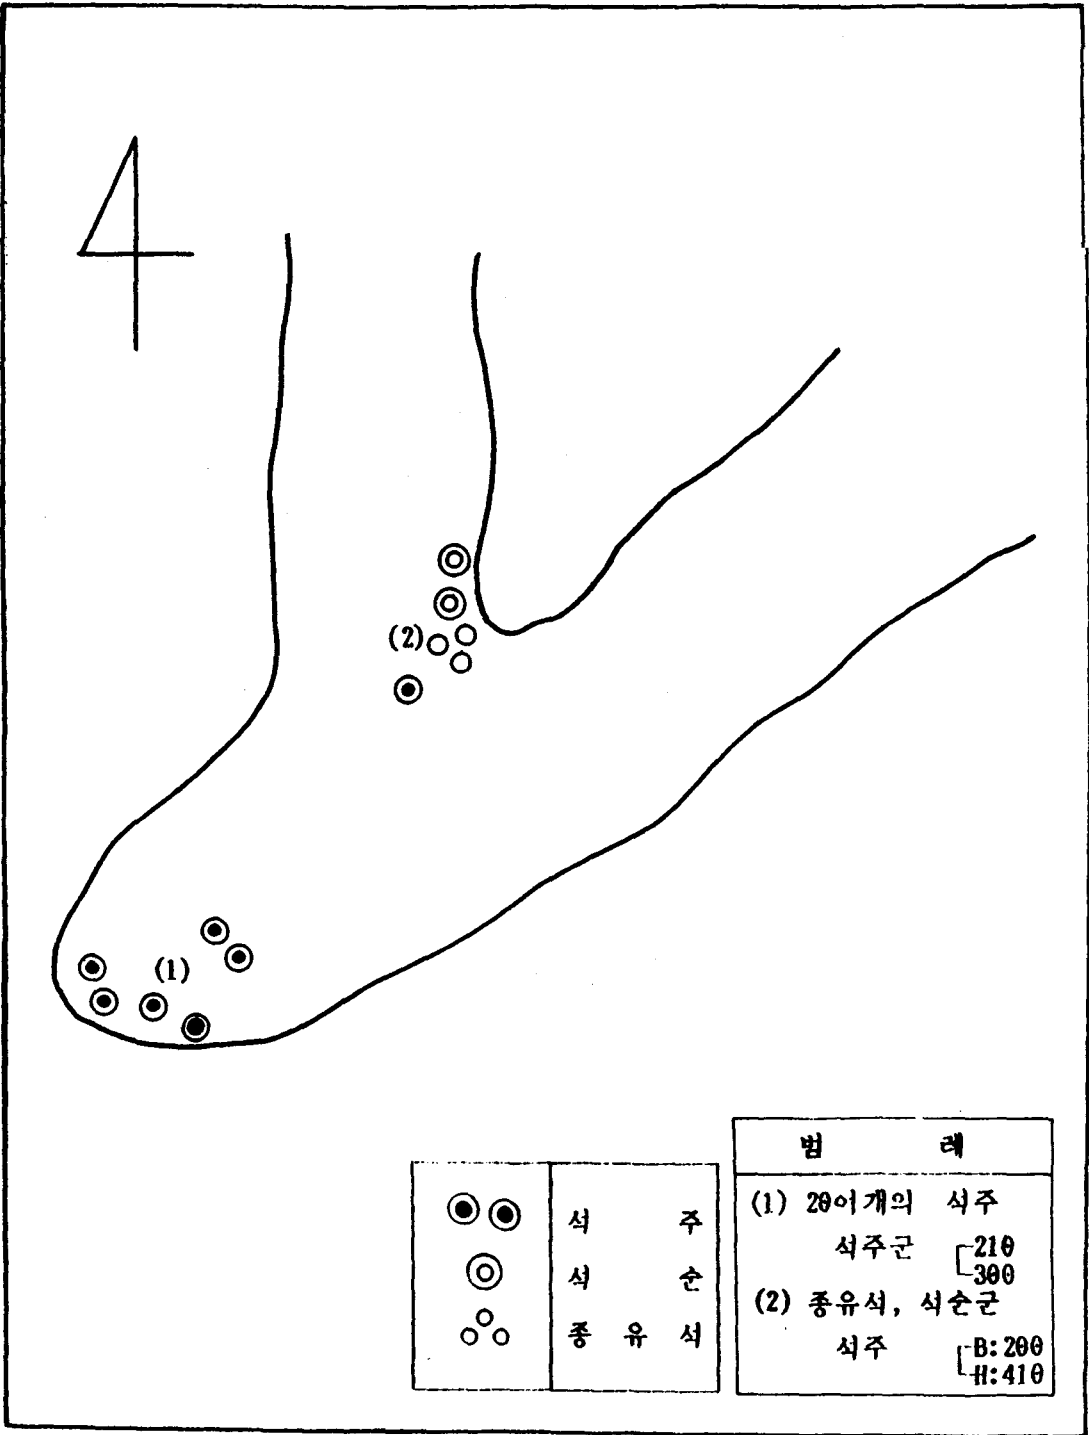 (2)
(1)
석 주
석 순
종 유 석
범 례
(1) 20여개의 석주
석주군 210
300
(2) 종유석, 석순군
석주 B:200
H:410